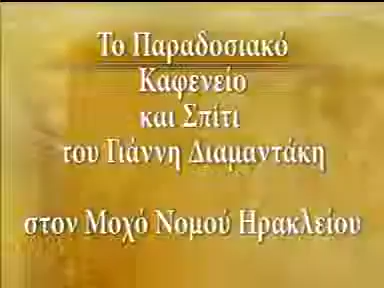 Το Παραδοσιακό
Καφενείο
και Σπίτι
του Γιάννη Διαμαντάκη
στον Μοχό Νομού Ηρακλείου